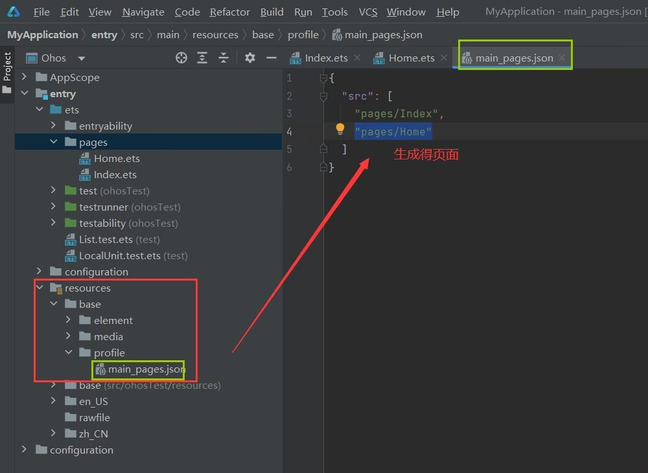 File Edit View Navigate Code Refactor Build Run Tools VCS Window Help MyApplication - main_pages.json
MyApplication entry src main resources base profile main_pages.json
Project
Ohos
Index.ets
Home.ets
main_pages.json
AppScope
entry
ets
entryability
pages
Home.ets
Index.ets
test (ohosTest)
testrunner (ohosTest)
testability (ohosTest)
List.test.ets (test)
LocalUnit.test.ets (test)
configuration
resources
base
element
media
profile
main_pages.json
base (src/ohosTest/resources)
en_US
rawfile
zh_CN
configuration
1 {
2 "src": [
3 "pages/Index",
4 "pages/Home"
5 ]
6 }
生成得页面